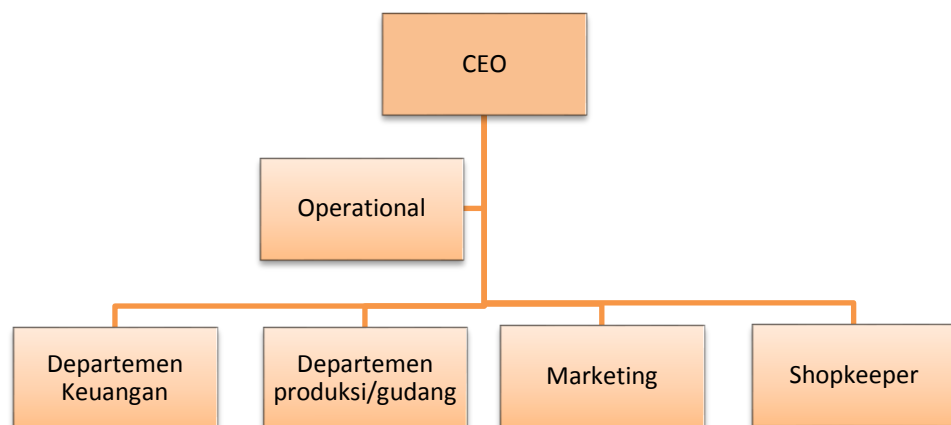 CEO
Operational
Departemen
Keuangan
Departemen
produksi/gudang
Marketing
Shopkeeper